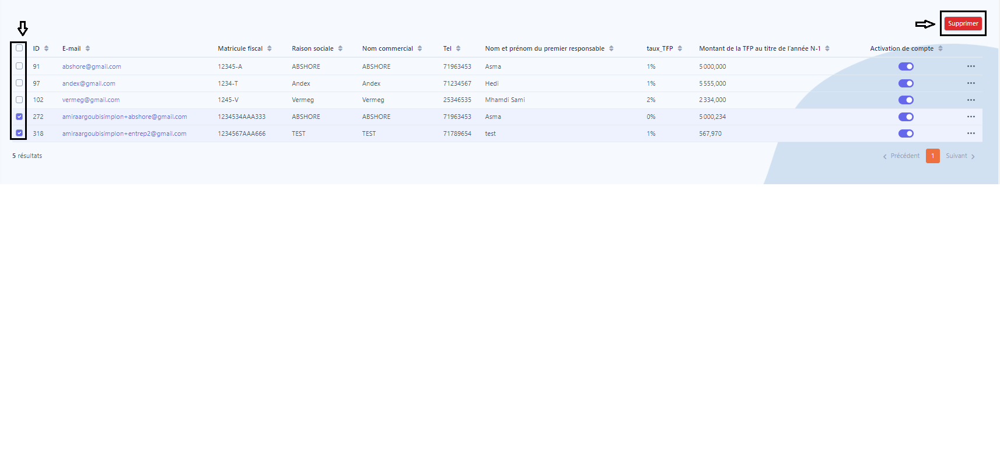 Supprimer
ID E-mail Matricule fiscal Raison sociale Nom commercial Tel Nom et prénom du premier responsable taux_TFP Montant de la TFP au titre de l'année N-1 Activation de compte
91 abshore@gmail.com 12345-A ABSHORE ABSHORE 71963453 Asma 1% 5 000,000
97 andex@gmail.com 1234-T Andex Andex 71234567 Hedi 1% 5 555,000
102 vermeg@gmail.com 1245-V Vermeg Vermeg 25346535 Mhamdi Sami 2% 2 334,000
272 amiraargoubisimplon+abshore@gmail.com 1234534AAA333 ABSHORE ABSHORE 71963453 Asma 0% 5 000,234
318 amiraargoubisimplon+entrep2@gmail.com 1234567AAA666 TEST TEST 71789654 test 1% 567,970
5 résultats Précédent 1 Suivant